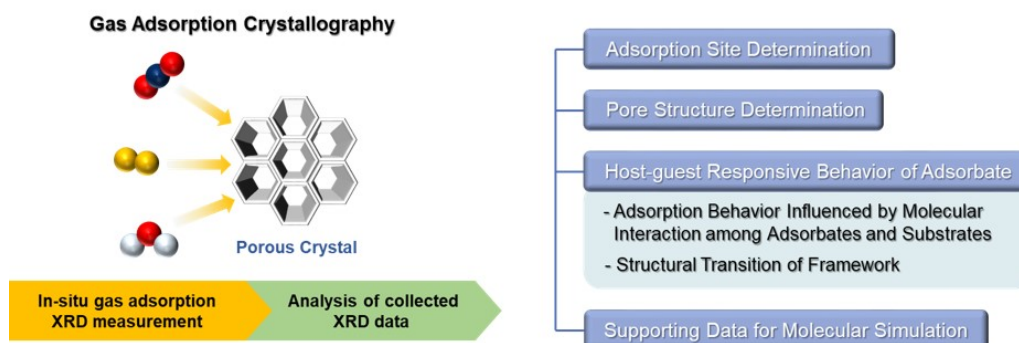 Gas Adsorption Crystallography
Porous Crystal
In-situ gas adsorption
XRD measurement
Analysis of collected
XRD data
Adsorption Site Determination
Pore Structure Determination
Host-guest Responsive Behavior of Adsorbate
- Adsorption Behavior Influenced by Molecular
Interaction among Adsorbates and Substrates
- Structural Transition of Framework
Supporting Data for Molecular Simulation